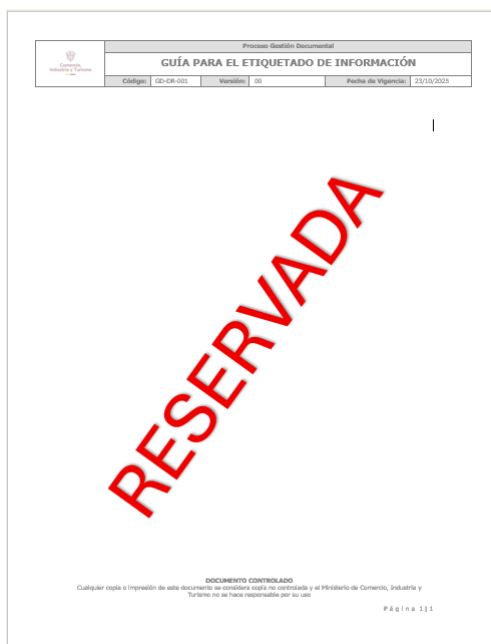 Proceso Gestión Documental
Comercio,
Industria y Turismo
GUÍA PARA EL ETIQUETADO DE INFORMACIÓN
Código: GD-DR-001 Versión: 00 Fecha de Vigencia: 23/10/2025
RESERVADA
DOCUMENTO CONTROLADO
Cualquier copia o impresión de este documento se considera copia no controlada y el Ministerio de Comercio, Industria y
Turismo no se hace responsable por su uso
Página 1|1